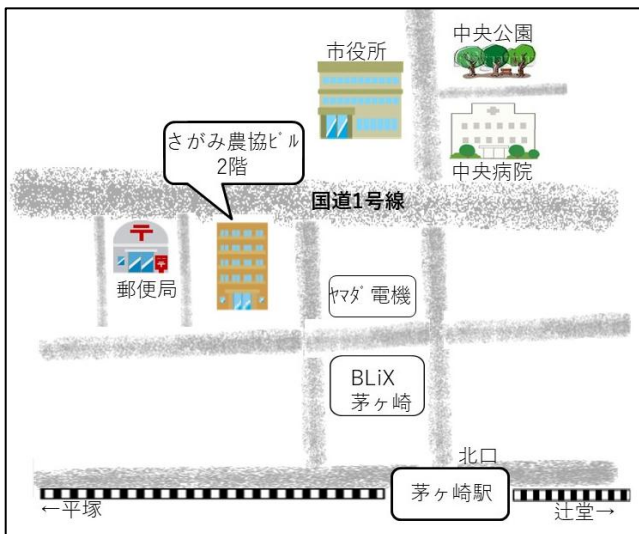 中央公園
市役所
さがみ農協ﾋﾞﾙ
2階
中央病院
国道1号線
郵便局
ﾔﾏﾀﾞ電機
BLiX
茅ヶ崎
北口
茅ヶ崎駅
←平塚
辻堂→